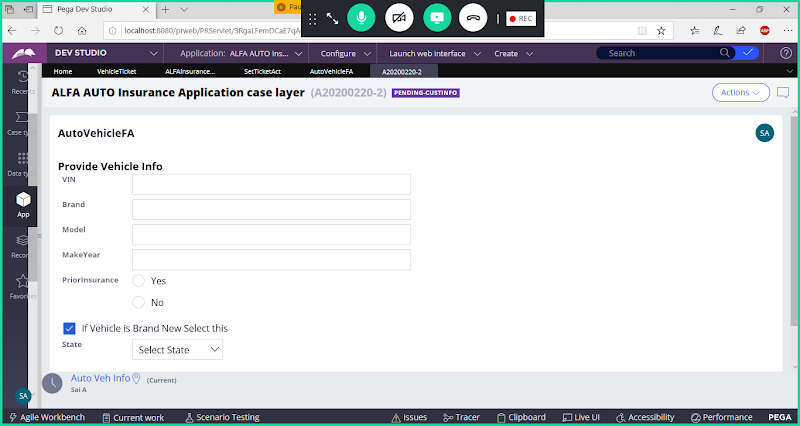 Pega Dev Studio
Pau
REC
localhost:8080/prweb/PRServlet/3RgaLFemDCaE7qA
ABP
DEV STUDIO
Application: ALFA AUTO Ins...
Configure
Launch web interface
Create
Search
Home
VehicleTicket
ALFAInsurance...
SetTicketAct
AutoVehicleFA
A20200220-2
Recents
ALFA AUTO Insurance Application case layer (A20200220-2) PENDING-CUSTINFO
Actions
Case ty
AutoVehicleFA
SA
Data ty
Provide Vehicle Info
VIN
Brand
App
Model
Recor
MakeYear
PriorInsurance
Yes
Favorites
No
If Vehicle is Brand New Select this
State
Select State
Auto Veh Info (Current)
Sai A
SA
Agile Workbench
Current work
Scenario Testing
Issues
Tracer
Clipboard
Live UI
Accessibility
Performance
PEGA